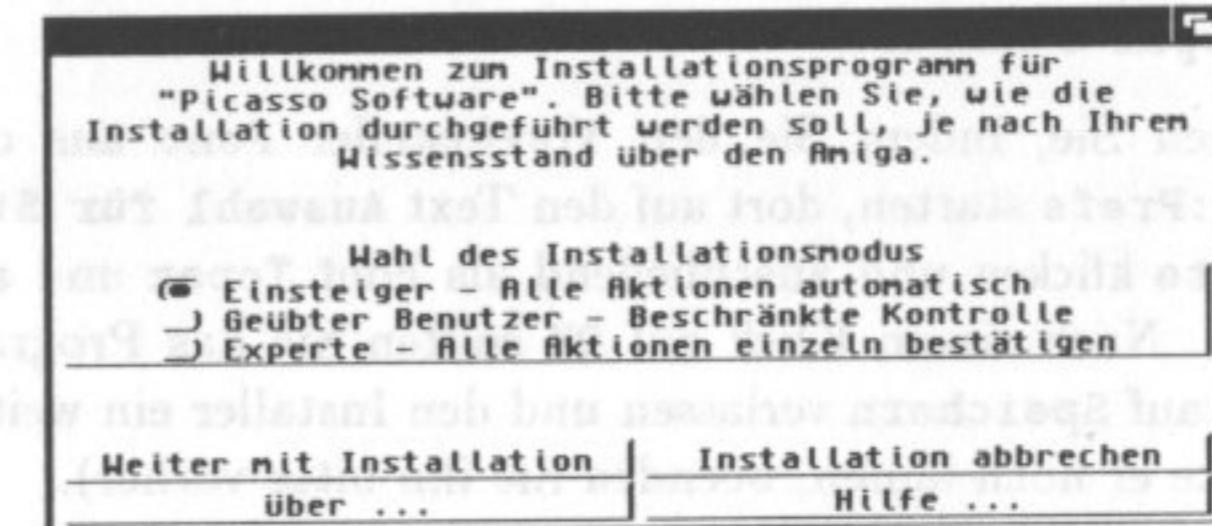 Willkommen zum Installationsprogramm für
"Picasso Software". Bitte wählen Sie, wie die
Installation durchgeführt werden soll, je nach Ihrem
Wissensstand über den Amiga.
Wahl des Installationsmodus
Einsteiger - Alle Aktionen automatisch
Geübter Benutzer - Beschränkte Kontrolle
Experte - Alle Aktionen einzeln bestätigen
Weiter mit Installation Installation abbrechen
über ... Hilfe ...